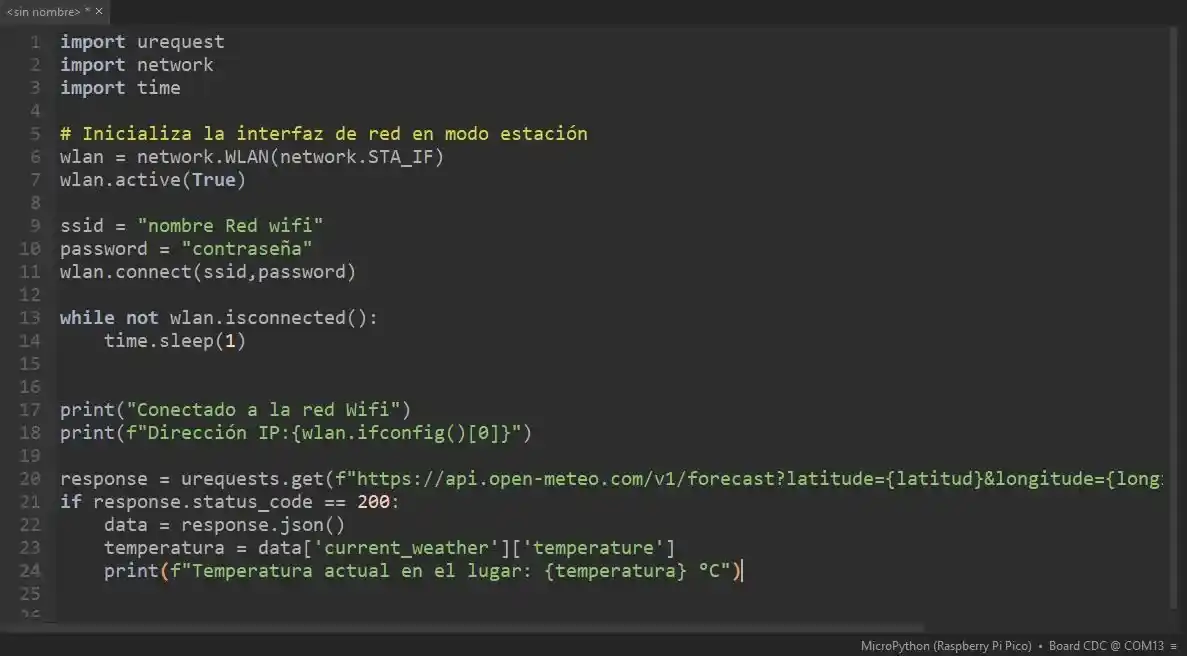 <sin nombre> * ×
1 import urequest
2 import network
3 import time
4
5 # Inicializa la interfaz de red en modo estación
6 wlan = network.WLAN(network.STA_IF)
7 wlan.active(True)
8
9 ssid = "nombre Red wifi"
10 password = "contraseña"
11 wlan.connect(ssid,password)
12
13 while not wlan.isconnected():
14     time.sleep(1)
15
16
17 print("Conectado a la red Wifi")
18 print(f"Dirección IP:{wlan.ifconfig()[0]}")
19
20 response = urequests.get(f"https://api.open-meteo.com/v1/forecast?latitude={latitud}&longitude={long
21 if response.status_code == 200:
22     data = response.json()
23     temperatura = data['current_weather']['temperature']
24     print(f"Temperatura actual en el lugar: {temperatura} °C")
25
26
MicroPython (Raspberry Pi Pico) • Board CDC @ COM13 ≡